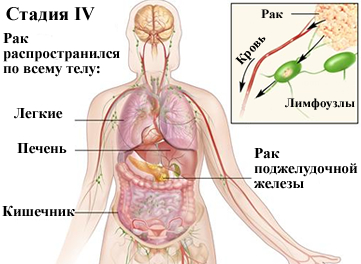 Стадия IV
Рак
распространился
по всему телу:
Легкие
Печень
Кишечник
Рак
поджелудочной
железы
Рак
Кровь
Лимфоузлы